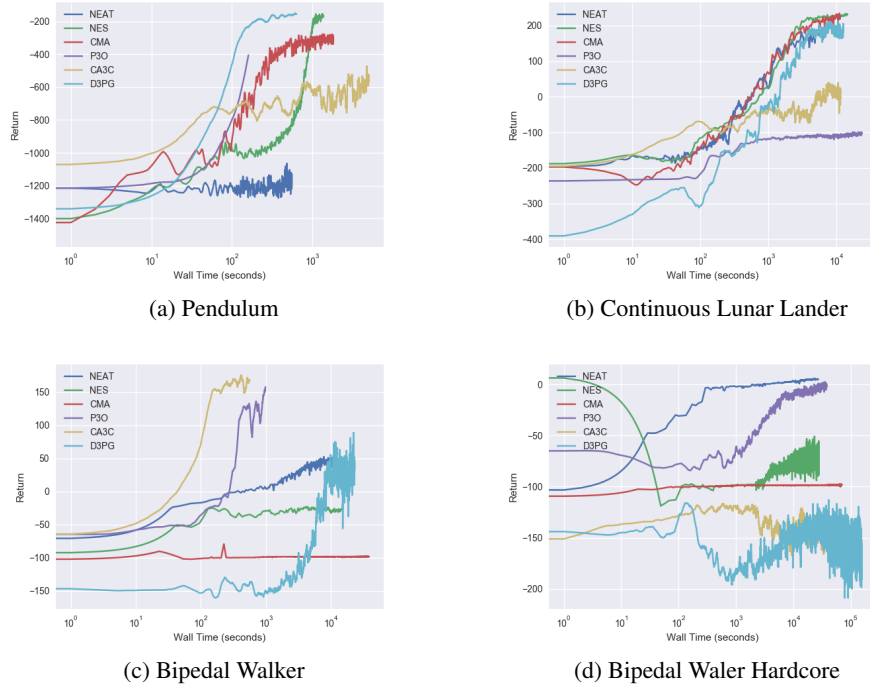 NEAT
NES
CMA
P3O
CA3C
D3PG
Return
−200
−400
−600
−800
−1000
−1200
−1400
10^0
10^1
10^2
10^3
Wall Time (seconds)
(a) Pendulum
NEAT
NES
CMA
P3O
CA3C
D3PG
Return
200
100
0
−100
−200
−300
−400
10^0
10^1
10^2
10^3
10^4
Wall Time (seconds)
(b) Continuous Lunar Lander
NEAT
NES
CMA
P3O
CA3C
D3PG
Return
150
100
50
0
−50
−100
−150
10^0
10^1
10^2
10^3
10^4
Wall Time (seconds)
(c) Bipedal Walker
NEAT
NES
CMA
P3O
CA3C
D3PG
Return
0
−50
−100
−150
−200
10^0
10^1
10^2
10^3
10^4
10^5
Wall Time (seconds)
(d) Bipedal Waler Hardcore